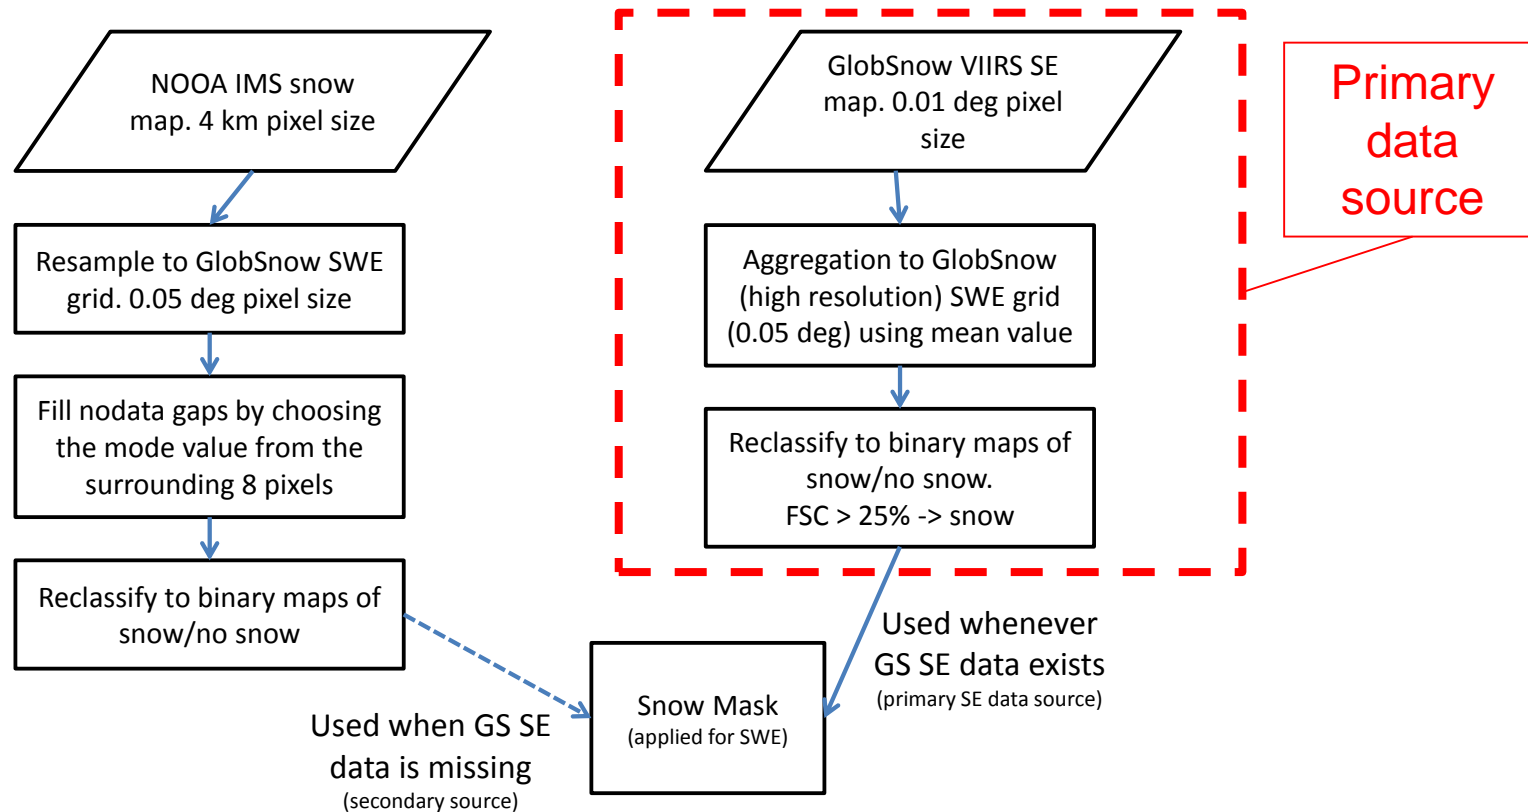 NOOA IMS snow
map. 4 km pixel size
Resample to GlobSnow SWE
grid. 0.05 deg pixel size
Fill nodata gaps by choosing
the mode value from the
surrounding 8 pixels
Reclassify to binary maps of
snow/no snow
Used when GS SE
data is missing
(secondary source)
GlobSnow VIIRS SE
map. 0.01 deg pixel
size
Aggregation to GlobSnow
(high resolution) SWE grid
(0.05 deg) using mean value
Reclassify to binary maps of
snow/no snow.
FSC > 25% -> snow
Used whenever
GS SE data exists
(primary SE data source)
Snow Mask
(applied for SWE)
Primary
data
source